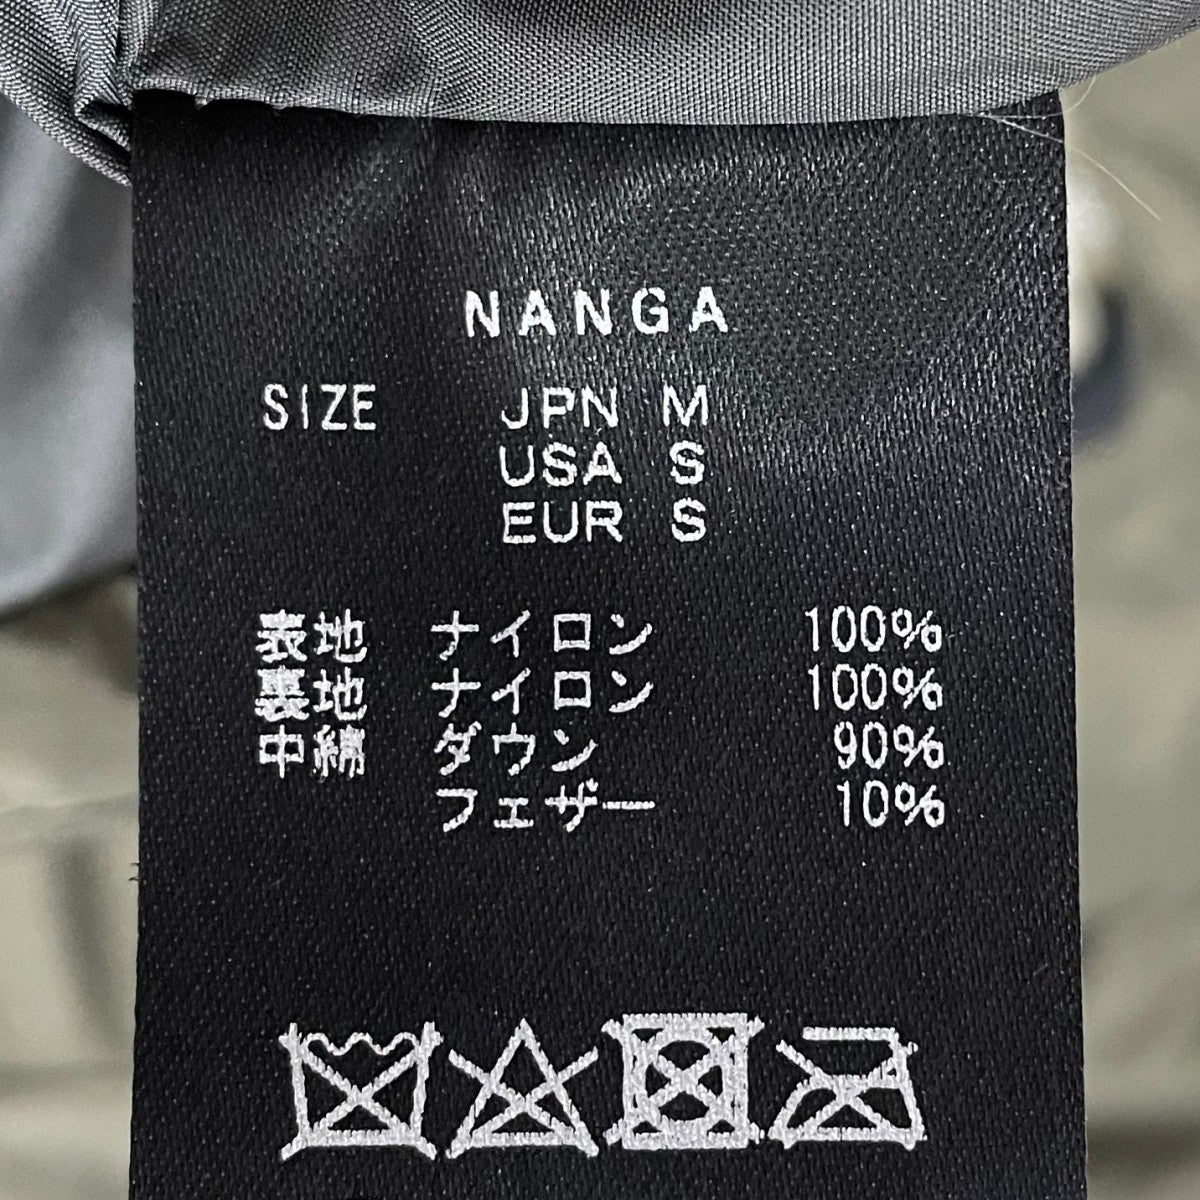 NANGA
SIZE JPN M
USA S
EUR S
表地 ナイロン 100%
裏地 ナイロン 100%
中綿 ダウン 90%
フェザー 10%